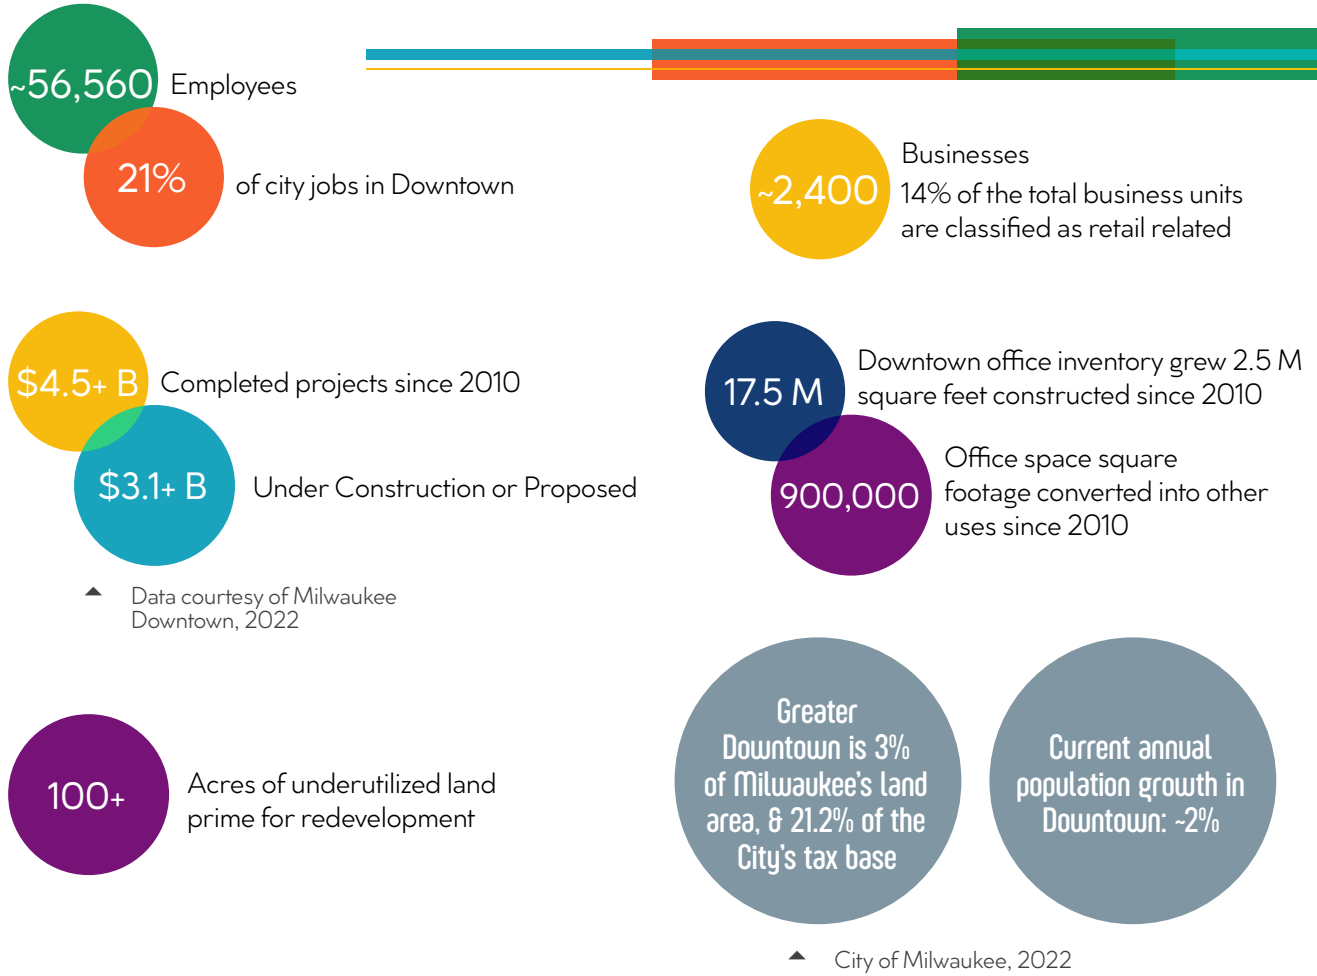 ~56,560
Employees
21%
of city jobs in Downtown
~2,400
Businesses
14% of the total business units
are classified as retail related
$4.5+ B
Completed projects since 2010
$3.1+ B
Under Construction or Proposed
Data courtesy of Milwaukee
Downtown, 2022
17.5 M
Downtown office inventory grew 2.5 M
square feet constructed since 2010
900,000
Office space square
footage converted into other
uses since 2010
100+
Acres of underutilized land
prime for redevelopment
Greater
Downtown is 3%
of Milwaukee's land
area, & 21.2% of the
City's tax base
Current annual
population growth in
Downtown: ~2%
City of Milwaukee, 2022